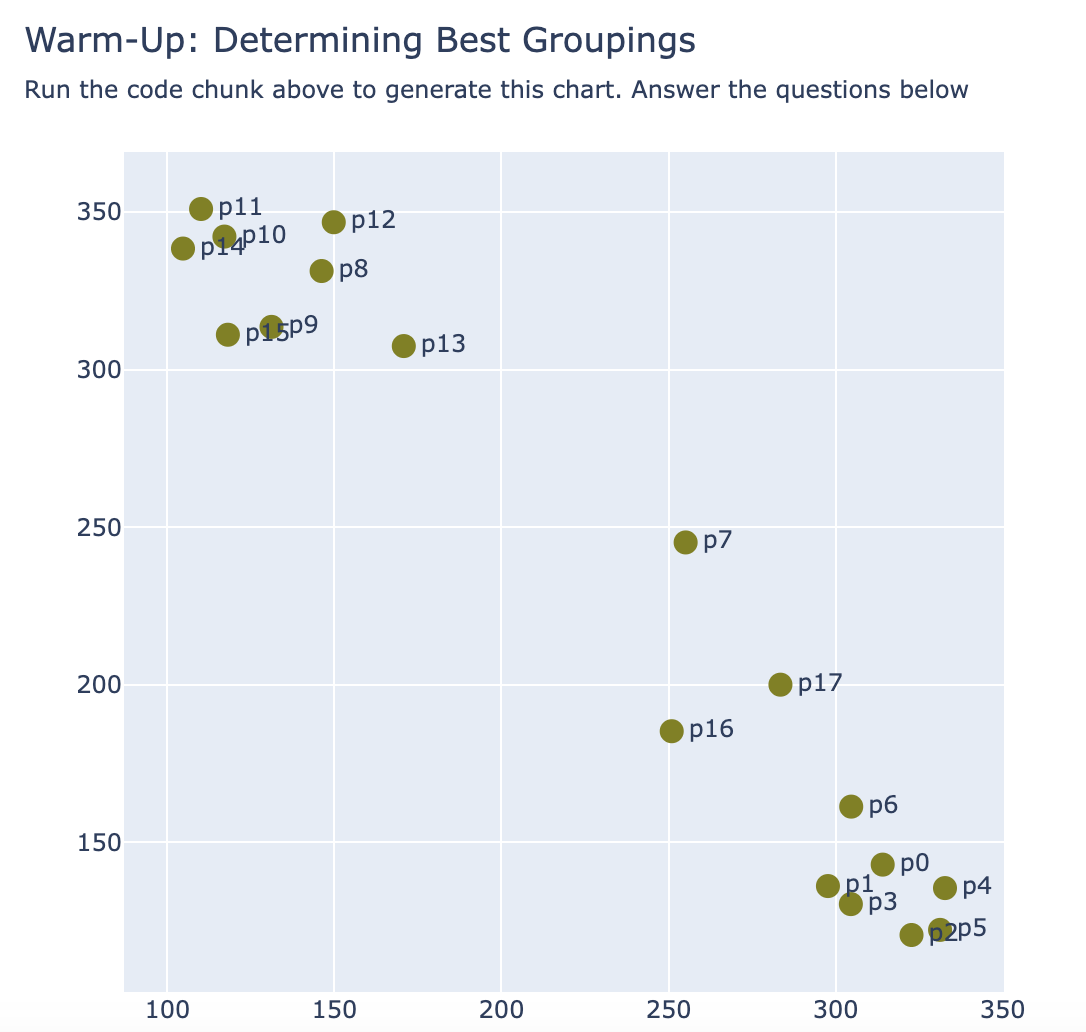 Warm-Up: Determining Best Groupings
Run the code chunk above to generate this chart. Answer the questions below
350
p11
p12
p10
p14
p8
p9
p15
p13
300
250
p7
200
p17
p16
p6
150
p0
p1
p4
p3
p5
p2
100
150
200
250
300
350